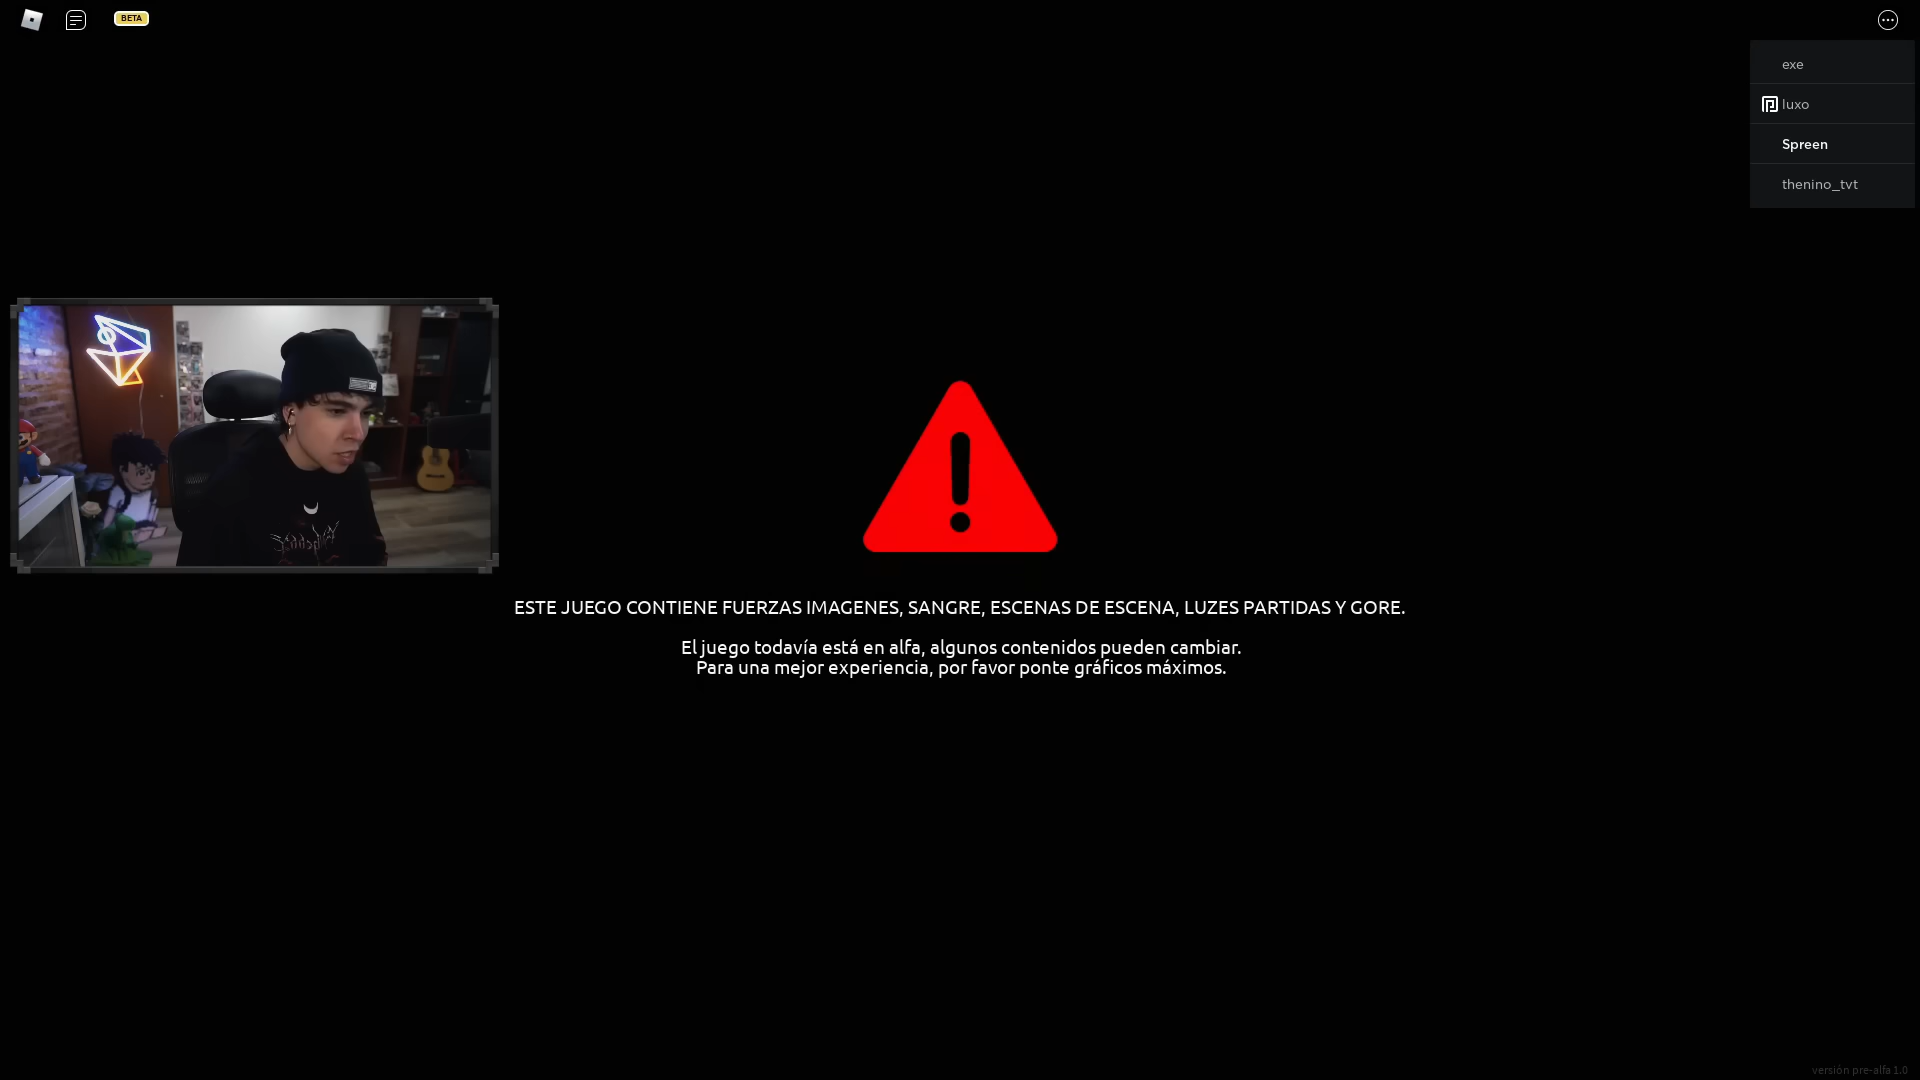 BETA
exe
luxo
Spreen
thenino_tvt
ESTE JUEGO CONTIENE FUERZAS IMAGENES, SANGRE, ESCENAS DE ESCENA, LUZES PARTIDAS Y GORE.
El juego todavía está en alfa, algunos contenidos pueden cambiar.
Para una mejor experiencia, por favor ponte gráficos máximos.
versión pre-alfa 1.0